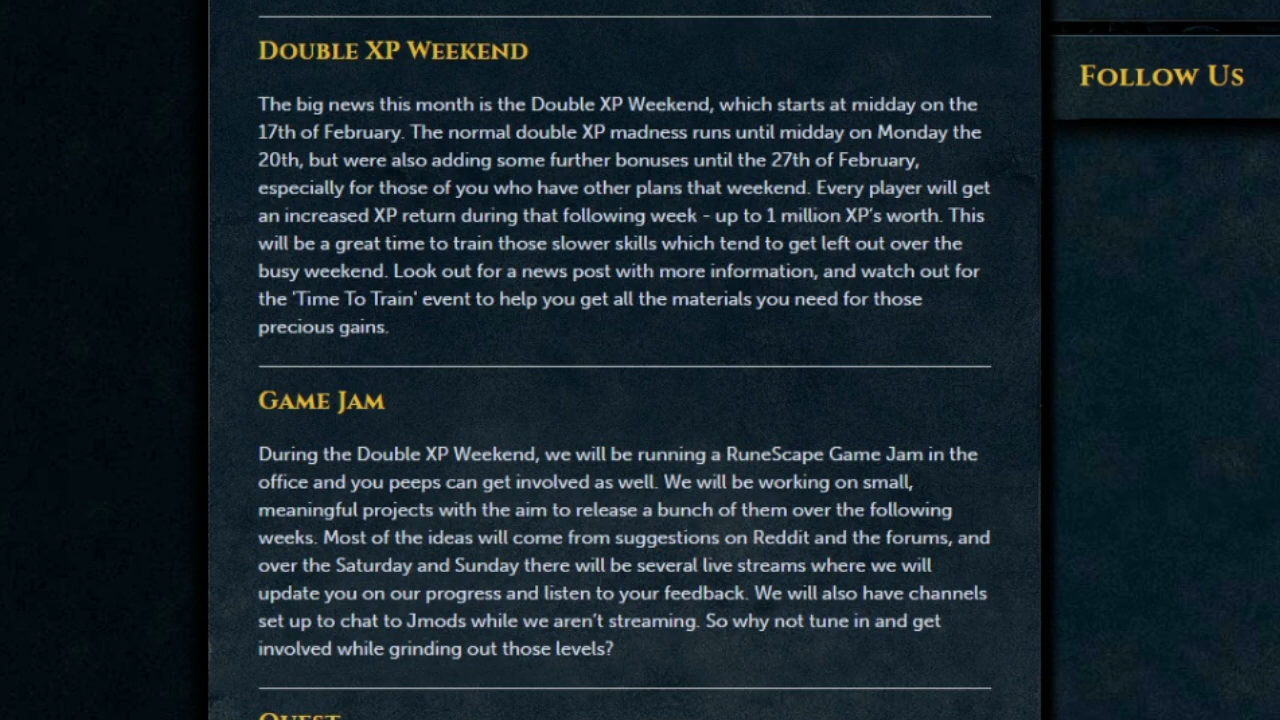 Double XP Weekend
The big news this month is the Double XP Weekend, which starts at midday on the
17th of February. The normal double XP madness runs until midday on Monday the
20th, but were also adding some further bonuses until the 27th of February,
especially for those of you who have other plans that weekend. Every player will get
an increased XP return during that following week - up to 1 million XP's worth. This
will be a great time to train those slower skills which tend to get left out over the
busy weekend. Look out for a news post with more information, and watch out for
the 'Time To Train' event to help you get all the materials you need for those
precious gains.
Game Jam
During the Double XP Weekend, we will be running a RuneScape Game Jam in the
office and you peeps can get involved as well. We will be working on small,
meaningful projects with the aim to release a bunch of them over the following
weeks. Most of the ideas will come from suggestions on Reddit and the forums, and
over the Saturday and Sunday there will be several live streams where we will
update you on our progress and listen to your feedback. We will also have channels
set up to chat to Jmods while we aren't streaming. So why not tune in and get
involved while grinding out those levels?
Quest
Follow Us